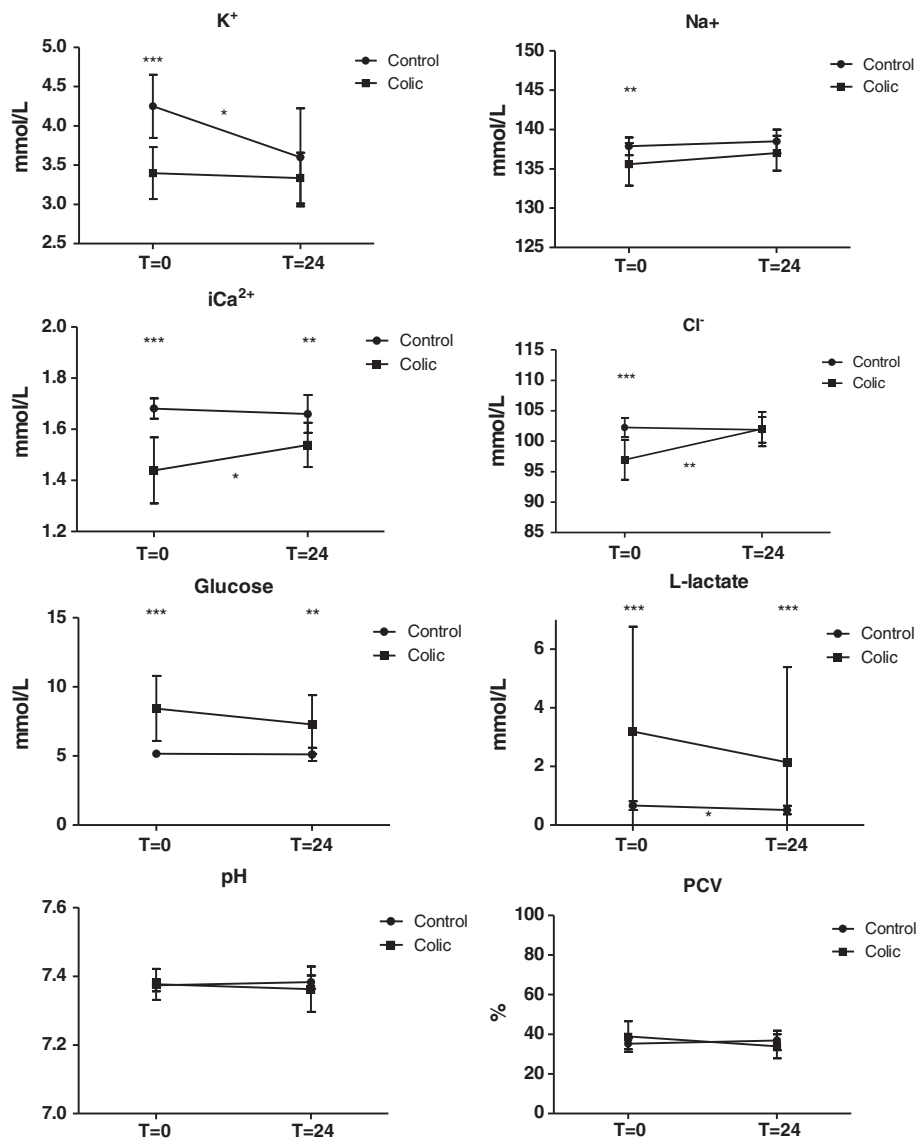 K⁺
5.0
4.5
4.0
3.5
3.0
2.5
mmol/L
***
*
Control
Colic
T=0 T=24
Na+
150
145
140
135
130
125
mmol/L
**
Control
Colic
T=0 T=24
iCa²⁺
2.0
1.8
1.6
1.4
1.2
mmol/L
*** **
*
Control
Colic
T=0 T=24
Cl⁻
115
110
105
100
95
90
85
mmol/L
***
**
Control
Colic
T=0 T=24
Glucose
15
10
5
0
mmol/L
*** **
Control
Colic
T=0 T=24
L-lactate
6
4
2
0
mmol/L
*** ***
*
Control
Colic
T=0 T=24
pH
7.6
7.4
7.2
7.0
Control
Colic
T=0 T=24
PCV
100
80
60
40
20
0
%
Control
Colic
T=0 T=24